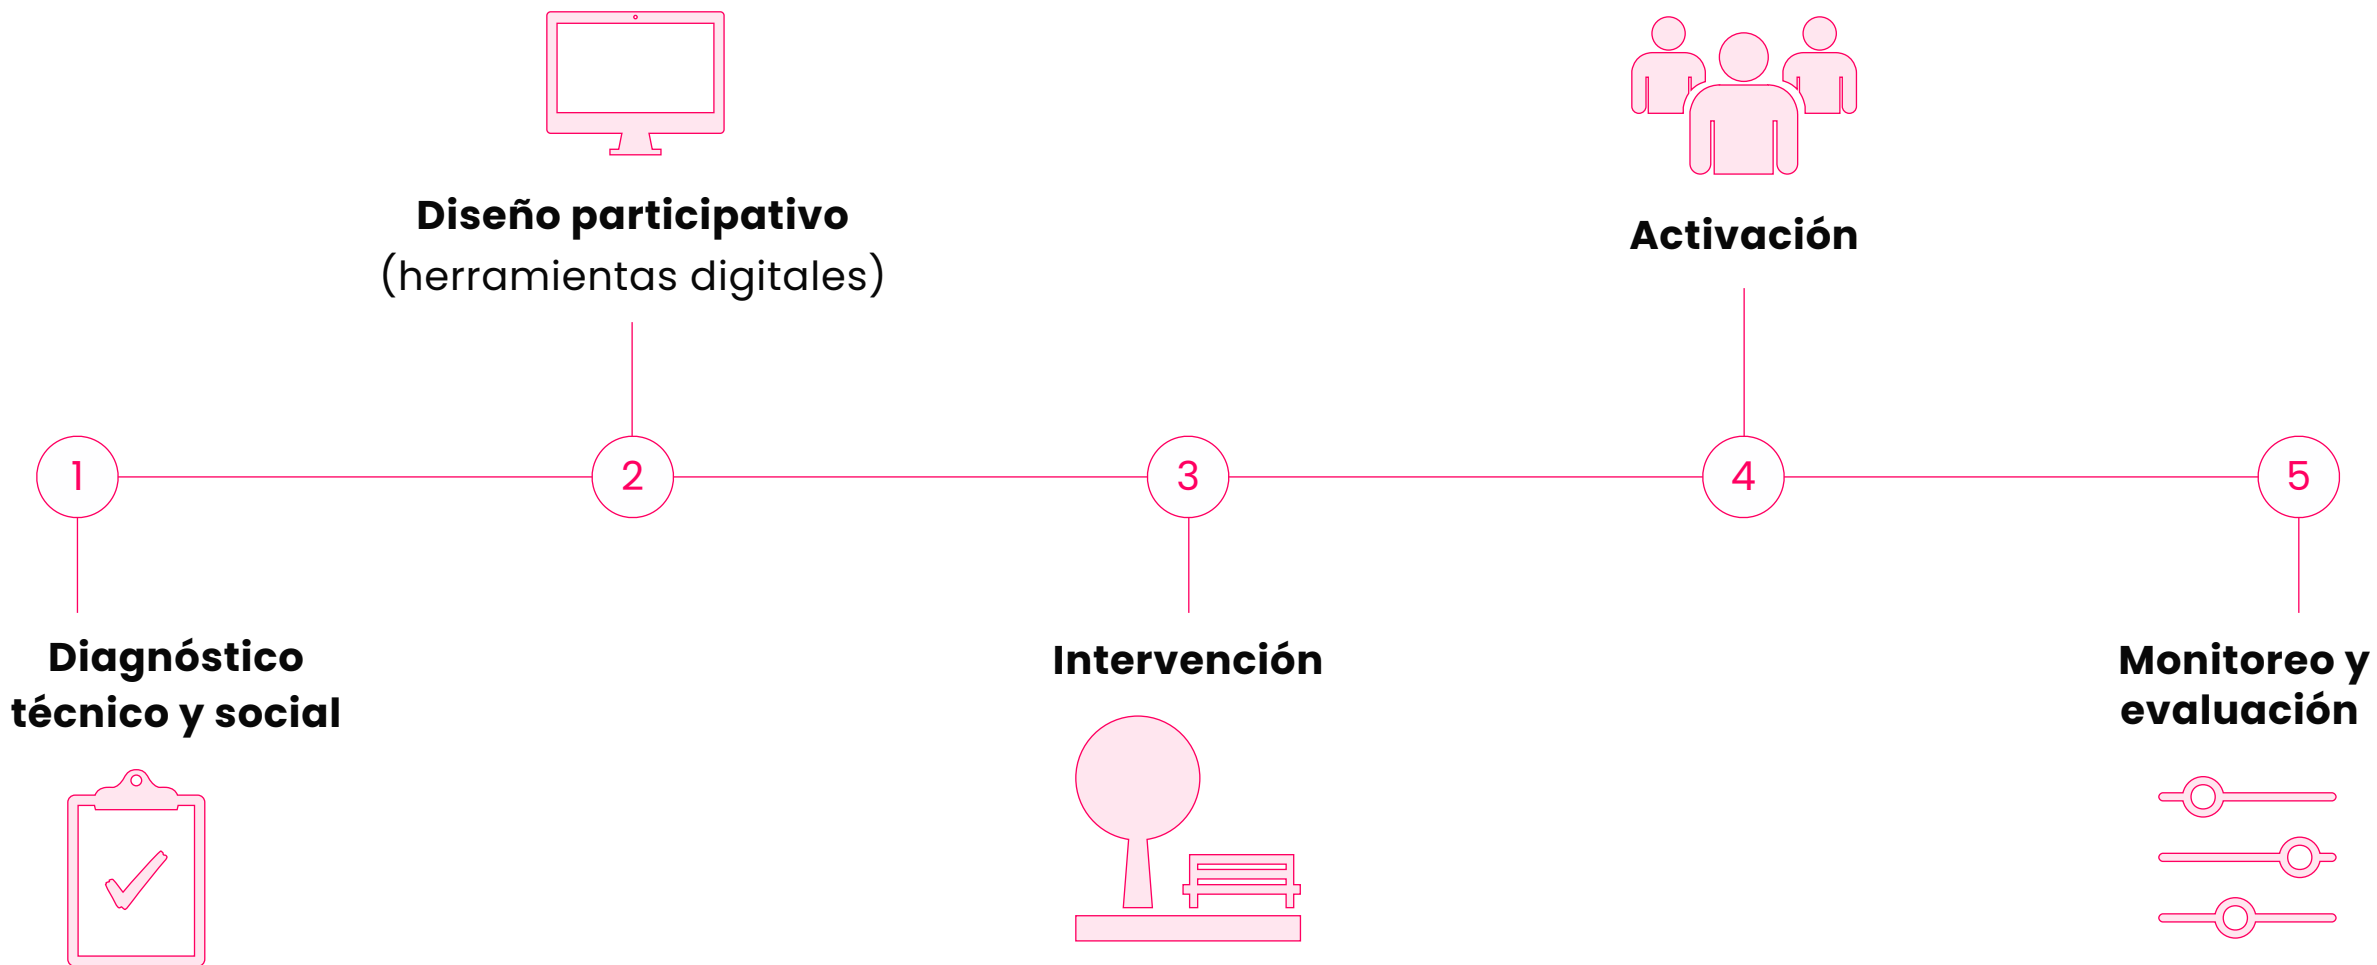 Diseño participativo
(herramientas digitales)
Activación
1
2
3
4
5
Diagnóstico
técnico y social
Intervención
Monitoreo y
evaluación